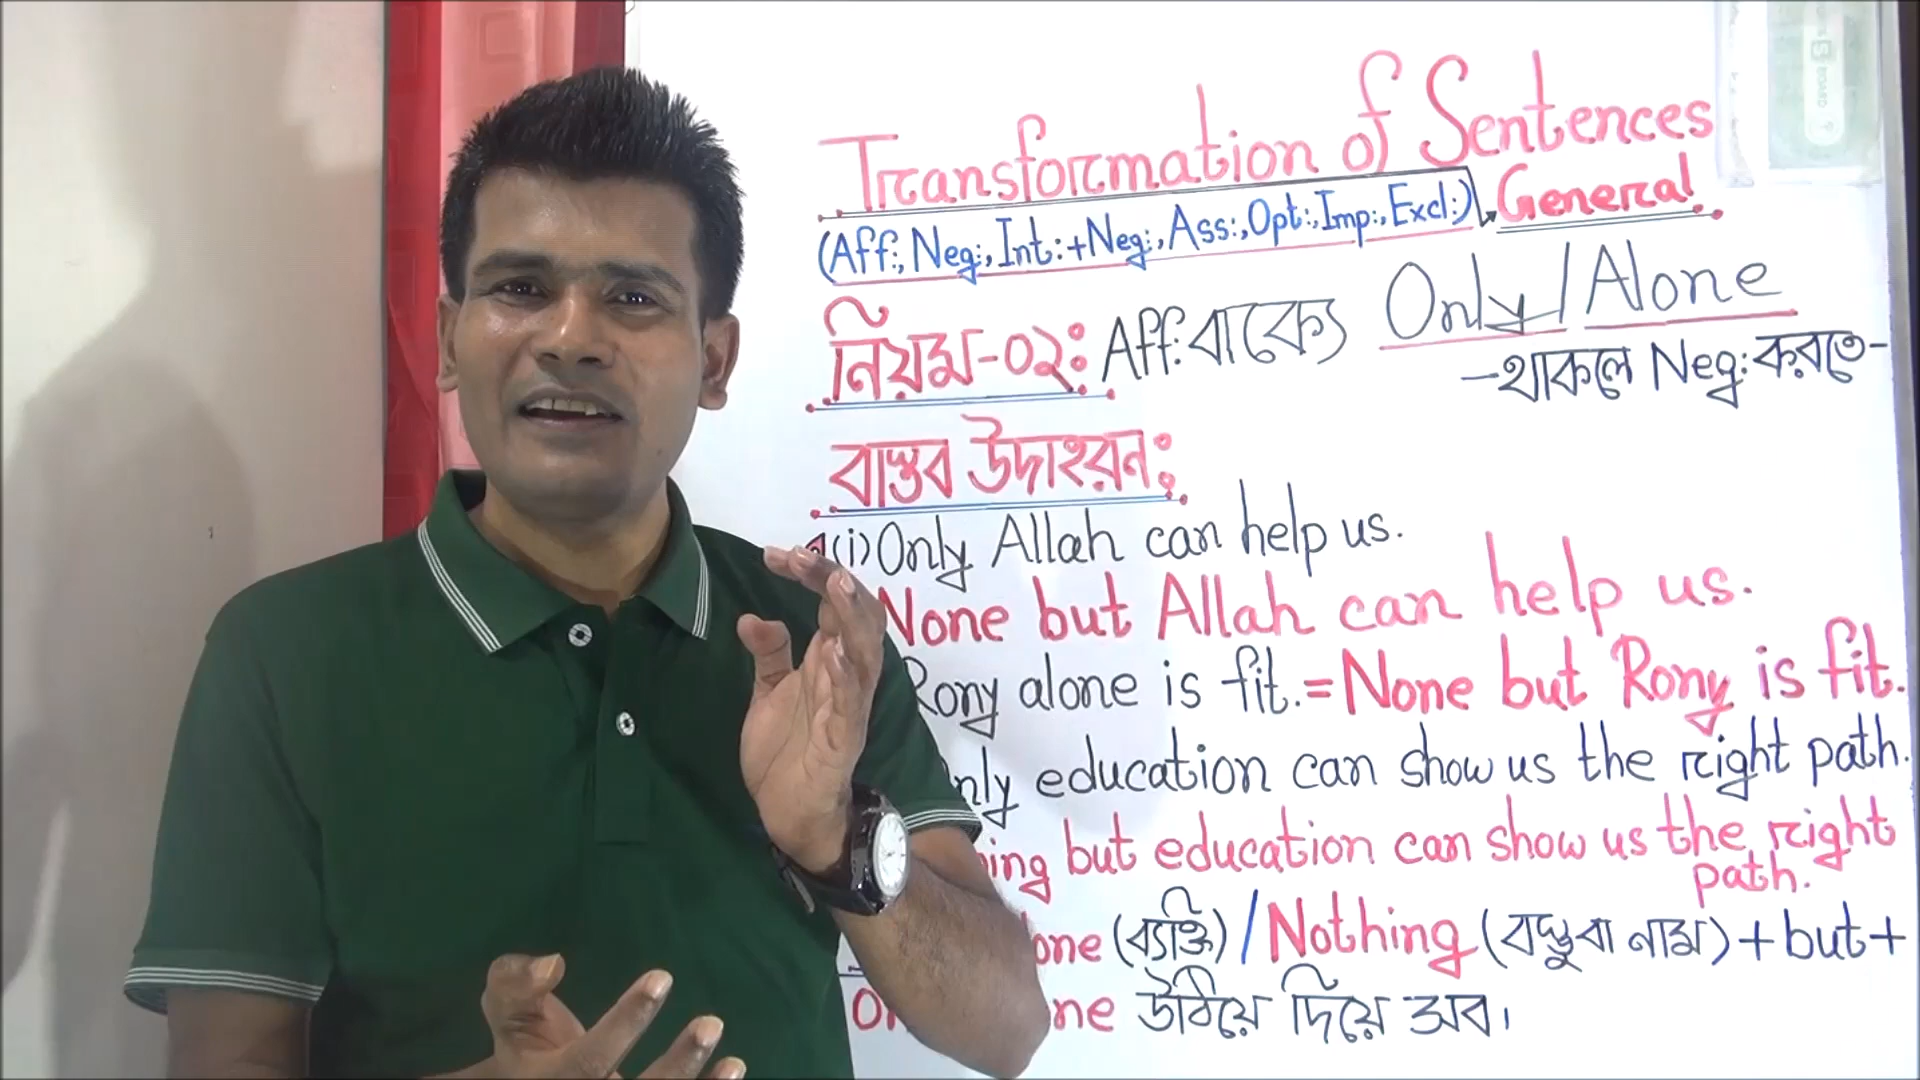 Transformation of Sentences
(Aff:, Neg:, Int:+Neg:, Ass:, Opt:, Imp:, Excl:) General
নিয়ম-০২: Aff: বাক্যে Only/Alone
-থাকলে Neg: করতে-
বাস্তব উদাহরন:
(i) Only Allah can help us.
None but Allah can help us.
Rony alone is fit. = None but Rony is fit.
education can show us the right path.
but education can show us the right
path.
(ব্যক্তি) / Nothing (বস্তু বা নাম) + but +
উঠিয়ে দিয়ে সব।